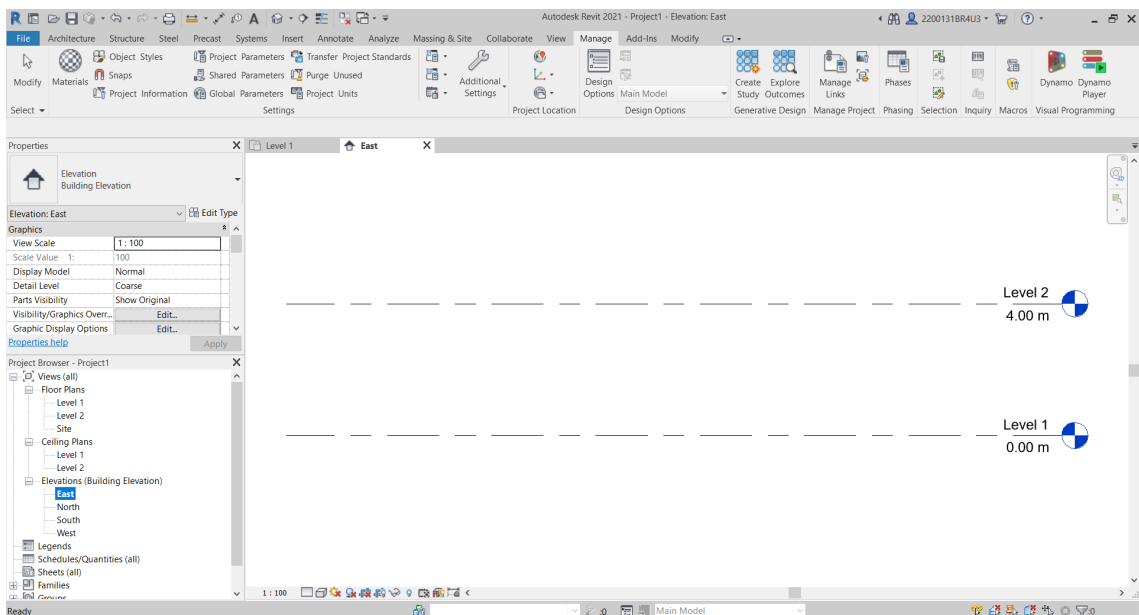 Autodesk Revit 2021 - Project1 - Elevation: East
2200131BR4U3
File Architecture Structure Steel Precast Systems Insert Annotate Analyze Massing & Site Collaborate View Manage Add-Ins Modify
Modify
Materials
Object Styles
Snaps
Project Information
Project Parameters
Shared Parameters
Global Parameters
Transfer Project Standards
Purge Unused
Project Units
Additional Settings
Design Options
Main Model
Create Study
Explore Outcomes
Manage Links
Phases
Dynamo
Dynamo Player
Select Settings Project Location Design Options Generative Design Manage Project Phasing Selection Inquiry Macros Visual Programming
Properties
Level 1
East
Elevation
Building Elevation
Elevation: East
Edit Type
Graphics
View Scale 1 : 100
Scale Value 1: 100
Display Model Normal
Detail Level Coarse
Parts Visibility Show Original
Visibility/Graphics Overr... Edit...
Graphic Display Options Edit...
Properties help
Apply
Project Browser - Project1
Views (all)
Floor Plans
Level 1
Level 2
Site
Ceiling Plans
Level 1
Level 2
Elevations (Building Elevation)
East
North
South
West
Legends
Schedules/Quantities (all)
Sheets (all)
Families
Groups
Level 2
4.00 m
Level 1
0.00 m
1 : 100
Ready
:0
Main Model
:0